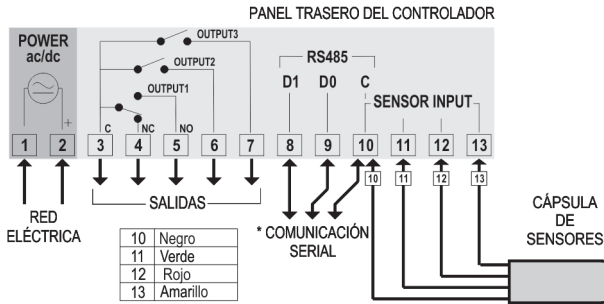 PANEL TRASERO DEL CONTROLADOR
POWER
ac/dc
+
OUTPUT3
OUTPUT2
OUTPUT1
C NC NO
RS485
D1 D0 C
SENSOR INPUT
1 2 3 4 5 6 7 8 9 10 11 12 13
10 11 12 13
RED
ELÉCTRICA
SALIDAS
* COMUNICACIÓN
SERIAL
CÁPSULA
DE
SENSORES
10 Negro
11 Verde
12 Rojo
13 Amarillo